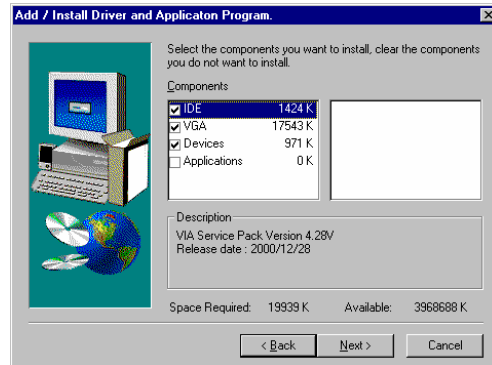 Add / Install Driver and Applicaton Program.
Select the components you want to install, clear the components
you do not want to install.
Components
IDE 1424 K
VGA 17543 K
Devices 971 K
Applications 0 K
Description
VIA Service Pack Version 4.28V
Release date : 2000/12/28
Space Required: 19939 K Available: 3968688 K
< Back Next > Cancel